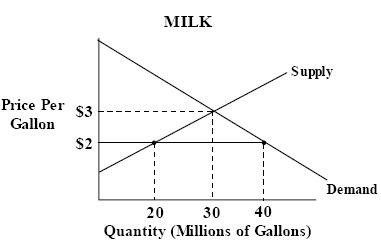 MILK
Supply
Price Per
Gallon
$3
$2
Demand
20 30 40
Quantity (Millions of Gallons)